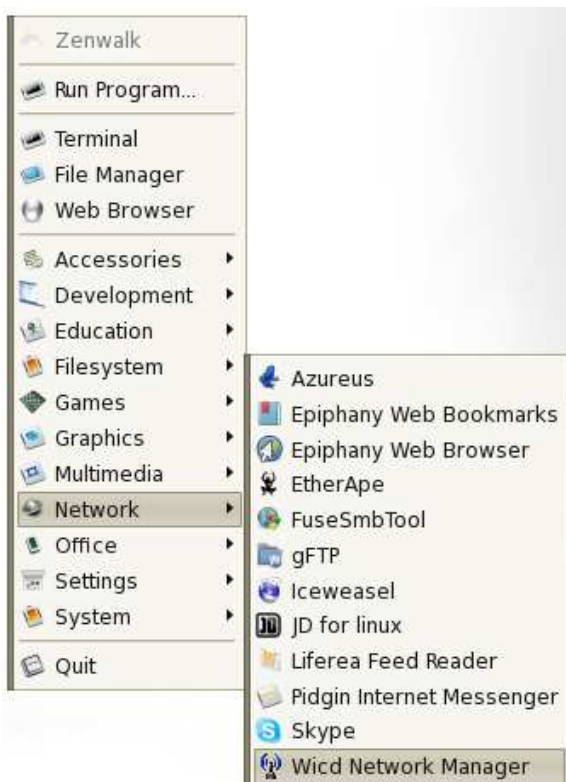 Zenwalk
Run Program...
Terminal
File Manager
Web Browser
Accessories
Development
Education
Filesystem
Games
Graphics
Multimedia
Network
Office
Settings
System
Quit
Azureus
Epiphany Web Bookmarks
Epiphany Web Browser
EtherApe
FuseSmbTool
gFTP
Iceweasel
JD for linux
Liferea Feed Reader
Pidgin Internet Messenger
Skype
Wicd Network Manager